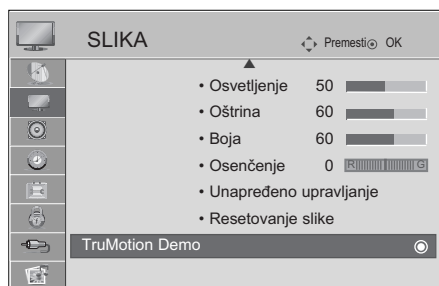 SLIKA Premesti OK
• Osvetljenje 50
• Oštrina 60
• Boja 60
• Osenčenje 0 R G
• Unapređeno upravljanje
• Resetovanje slike
TruMotion Demo